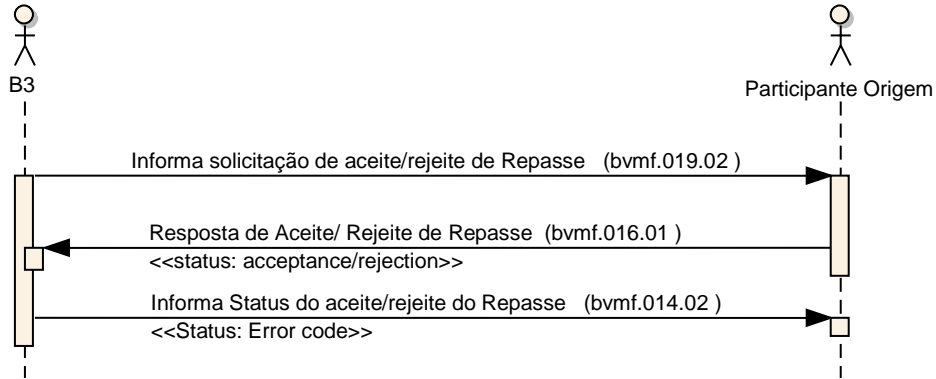 B3
Participante Origem
Informa solicitação de aceite/rejeite de Repasse (bvmf.019.02 )
Resposta de Aceite/ Rejeite de Repasse (bvmf.016.01 )
<<status: acceptance/rejection>>
Informa Status do aceite/rejeite do Repasse (bvmf.014.02 )
<<Status: Error code>>